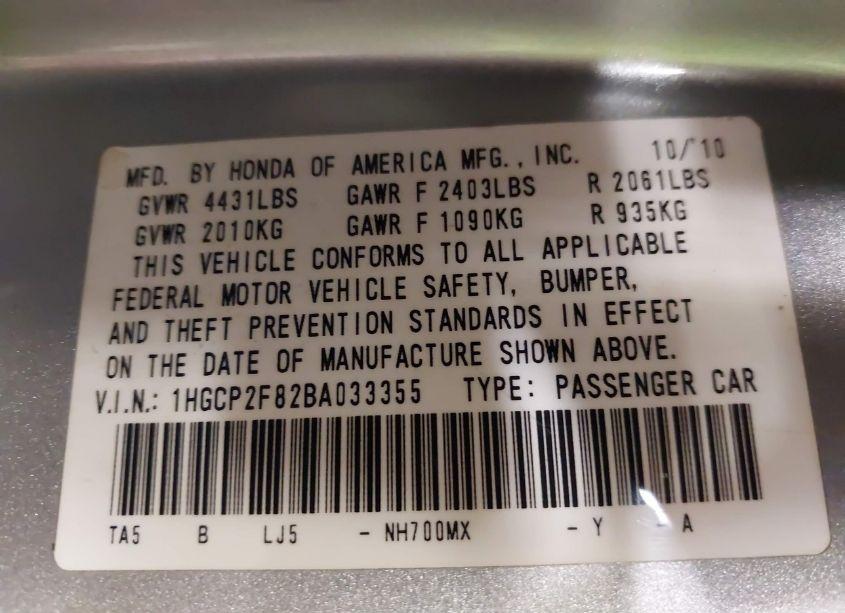 MFD. BY HONDA OF AMERICA MFG., INC. 10/'10
GVWR 4431LBS GAWR F 2403LBS R 2061LBS
GVWR 2010KG GAWR F 1090KG R 935KG
THIS VEHICLE CONFORMS TO ALL APPLICABLE
FEDERAL MOTOR VEHICLE SAFETY, BUMPER,
AND THEFT PREVENTION STANDARDS IN EFFECT
ON THE DATE OF MANUFACTURE SHOWN ABOVE.
V.I.N.: 1HGCP2F82BA033355 TYPE: PASSENGER CAR
TA5 B LJ5 - NH700MX - Y - A